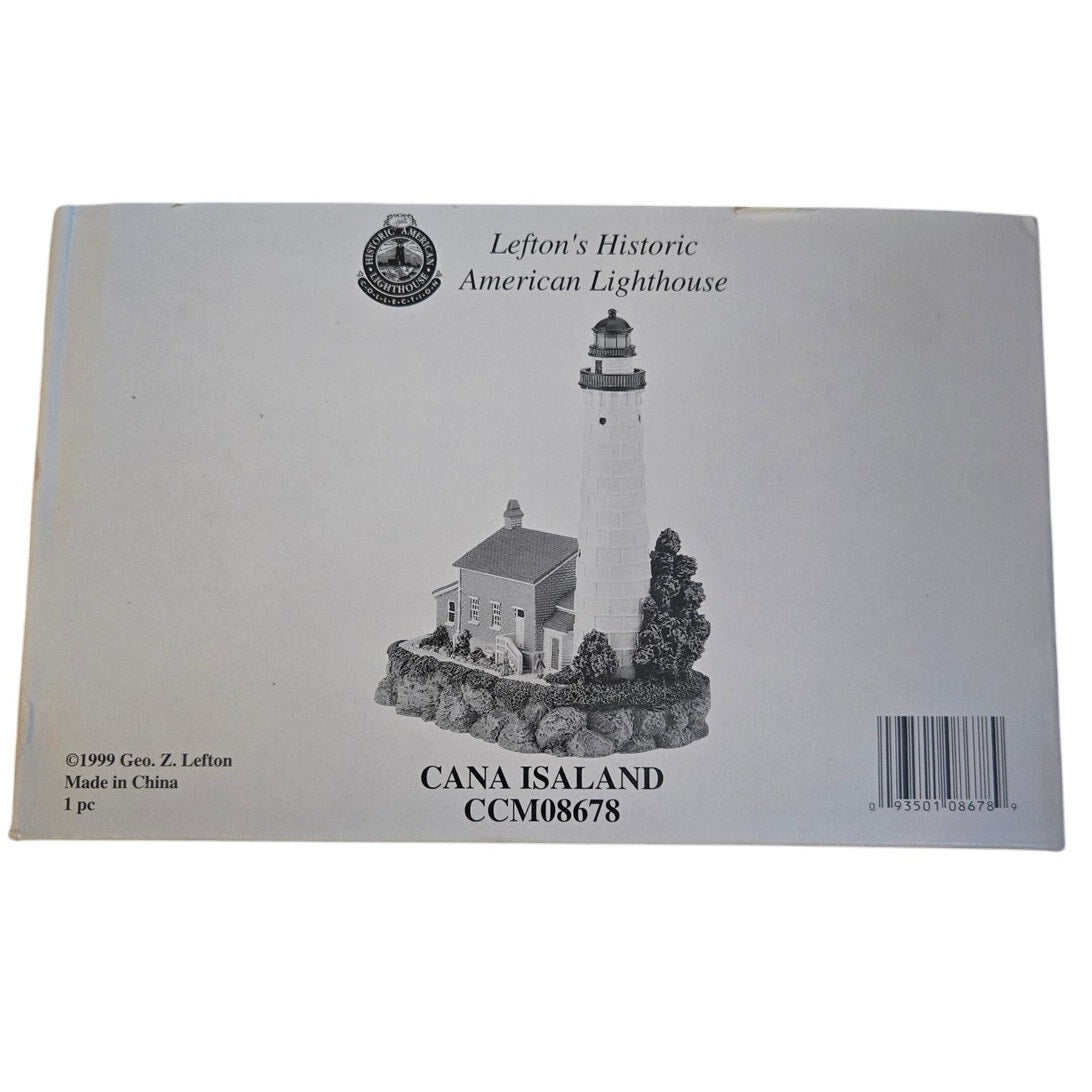 HISTORIC AMERICAN
LIGHTHOUSE
COLLECTION
Lefton's Historic
American Lighthouse
©1999 Geo. Z. Lefton
Made in China
1 pc
CANA ISALAND
CCM08678
0 93501 08678 9